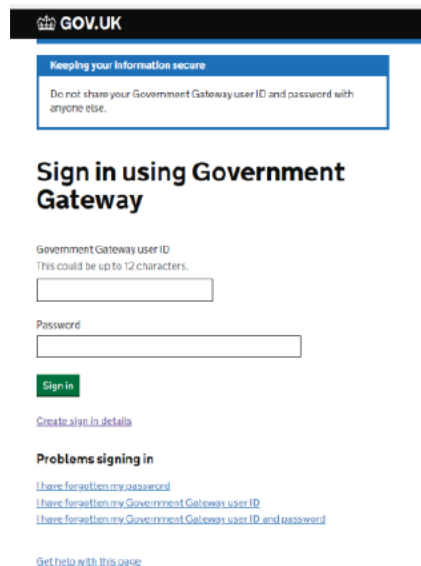 GOV.UK
Keeping your information secure
Do not share your Government Gateway user ID and password with
anyone else.
Sign in using Government
Gateway
Government Gateway user ID
This could be up to 12 characters.
Password
Sign in
Create sign in details
Problems signing in
I have forgotten my password
I have forgotten my Government Gateway user ID
I have forgotten my Government Gateway user ID and password
Get help with this page